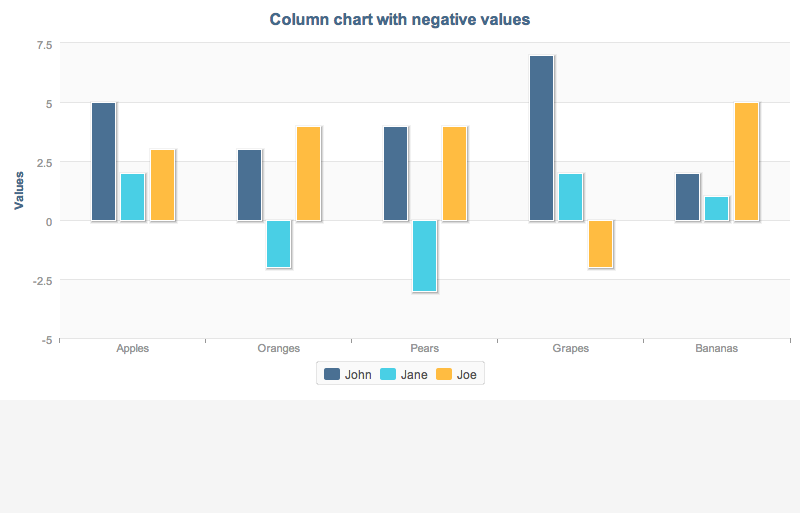 Column chart with negative values
7.5
5
2.5
0
-2.5
-5
Values
Apples Oranges Pears Grapes Bananas
John Jane Joe